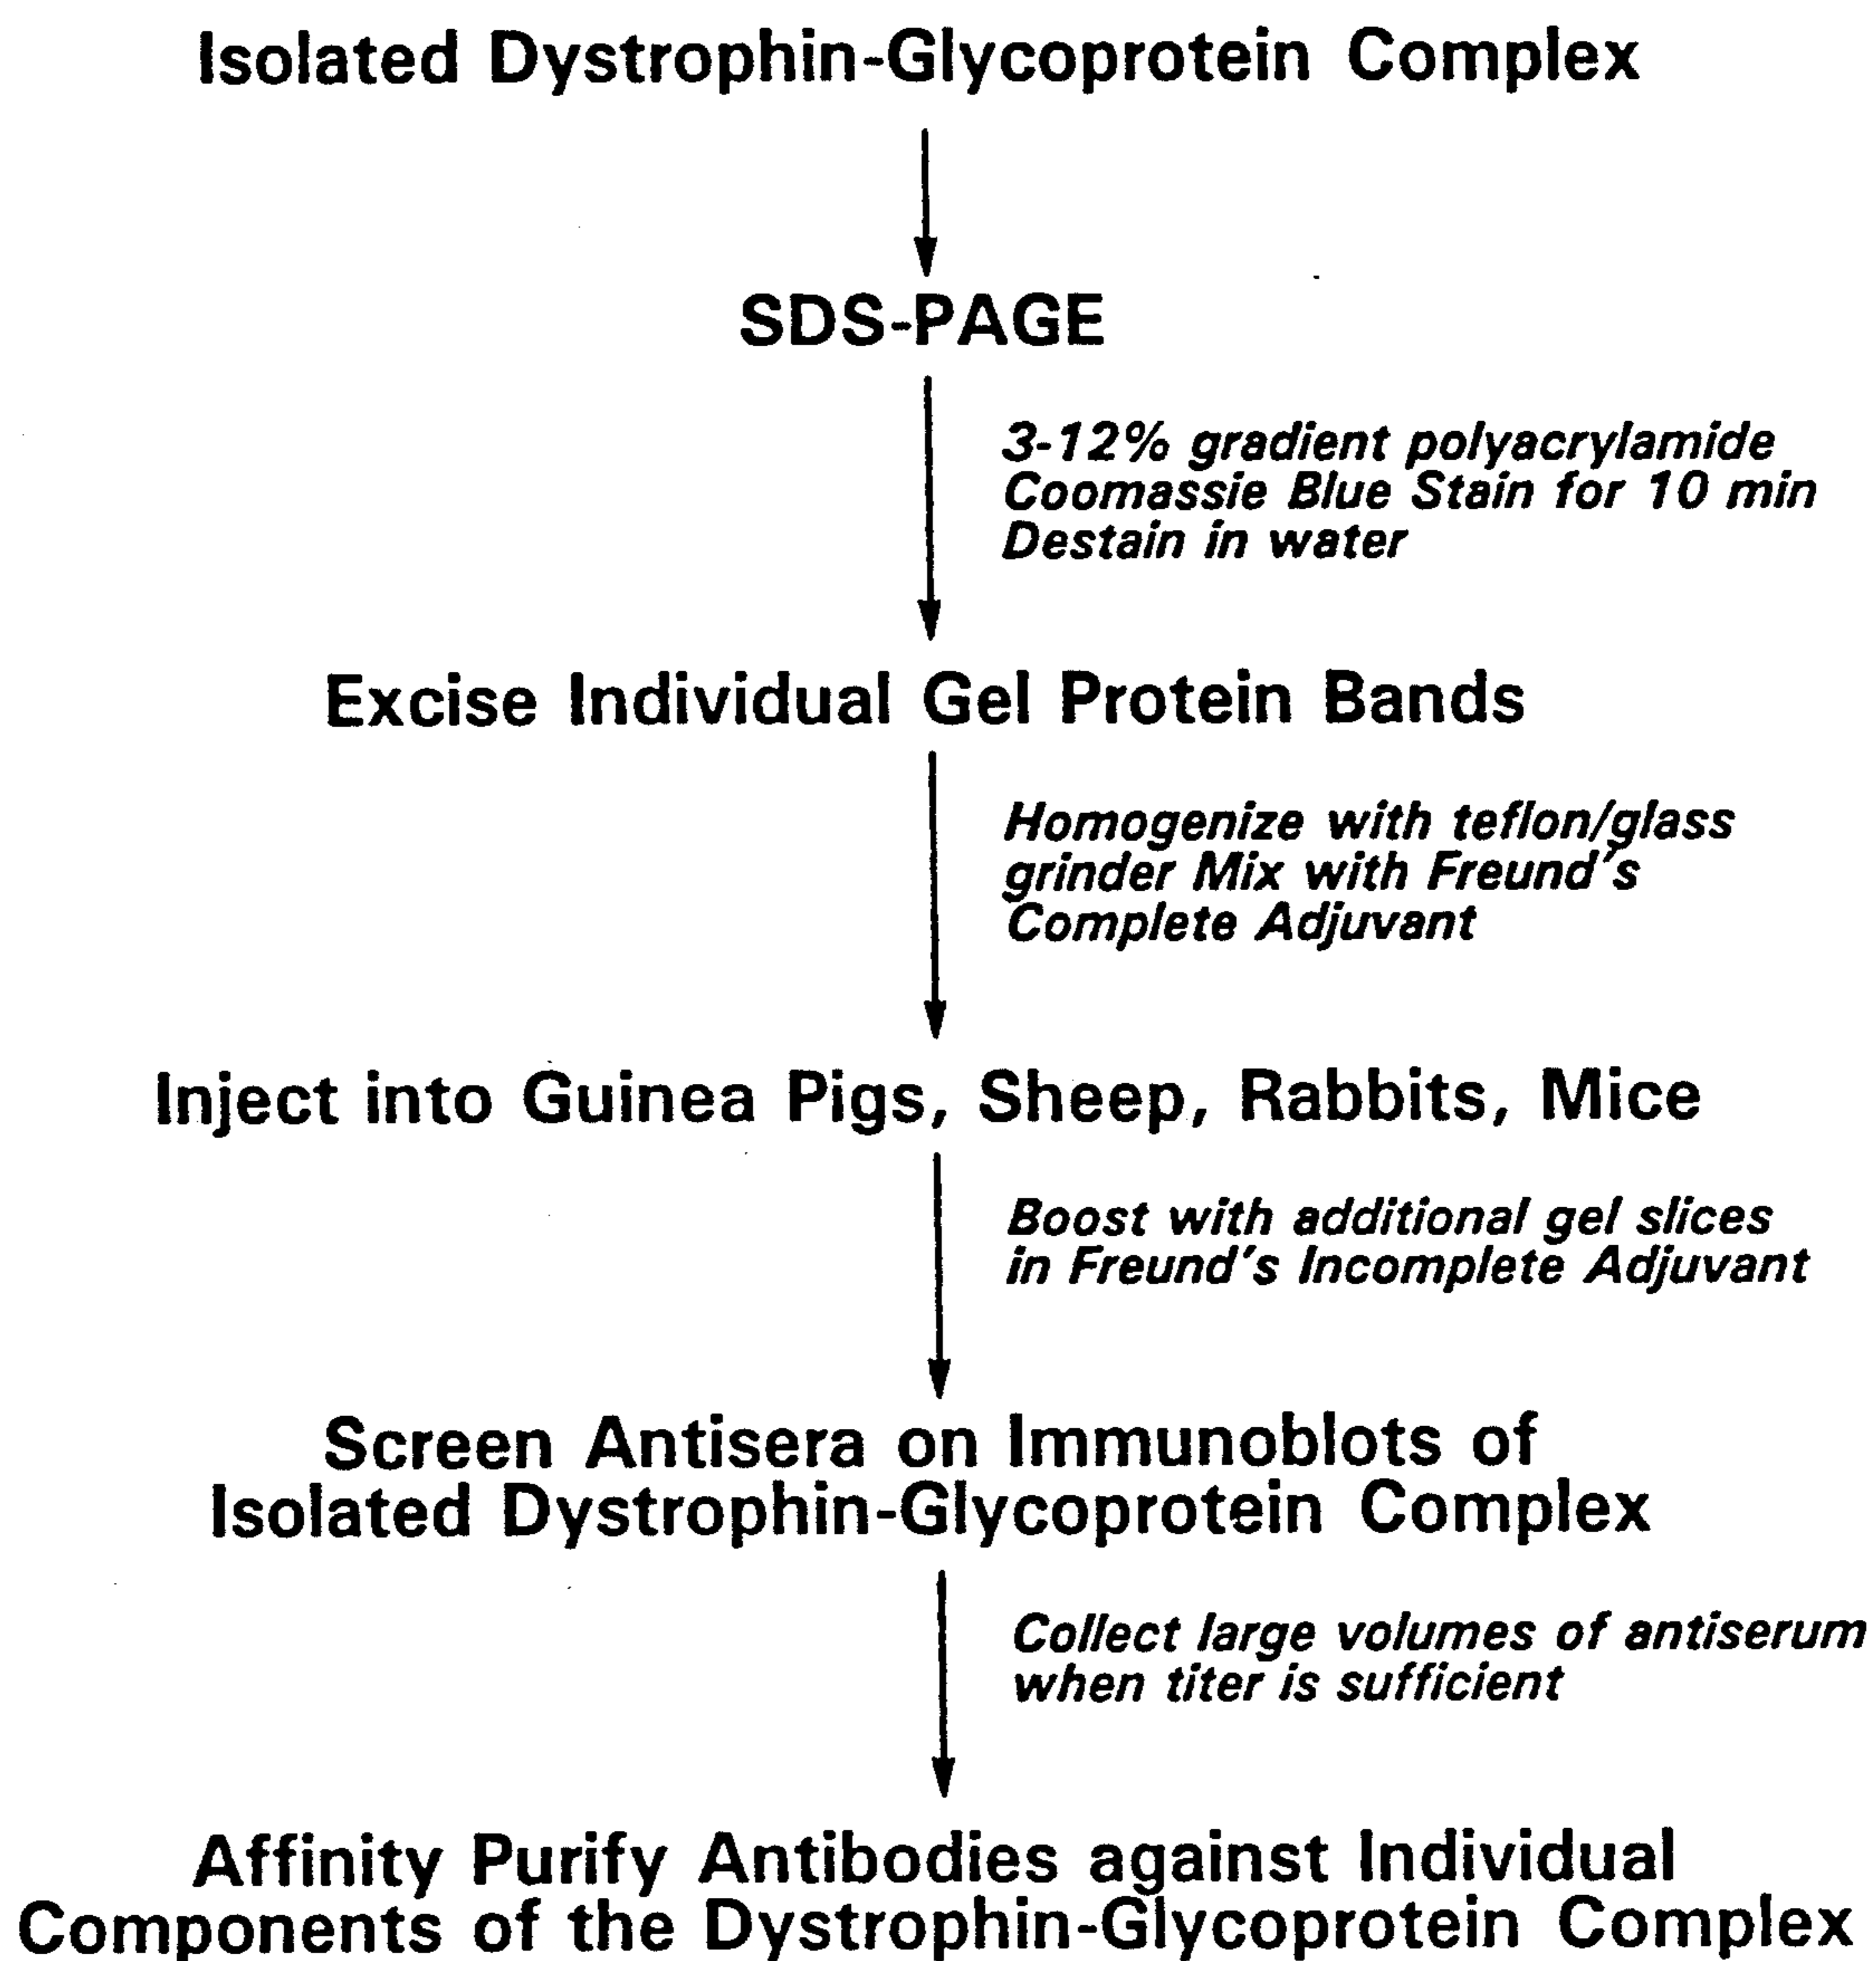 Isolated Dystrophin-Glycoprotein Complex
SDS-PAGE
3-12% gradient polyacrylamide
Coomassie Blue Stain for 10 min
Destain in water
Excise Individual Gel Protein Bands
Homogenize with teflon/glass
grinder Mix with Freund's
Complete Adjuvant
Inject into Guinea Pigs, Sheep, Rabbits, Mice
Boost with additional gel slices
in Freund's Incomplete Adjuvant
Screen Antisera on Immunoblots of
Isolated Dystrophin-Glycoprotein Complex
Collect large volumes of antiserum
when titer is sufficient
Affinity Purify Antibodies against Individual
Components of the Dystrophin-Glycoprotein Complex